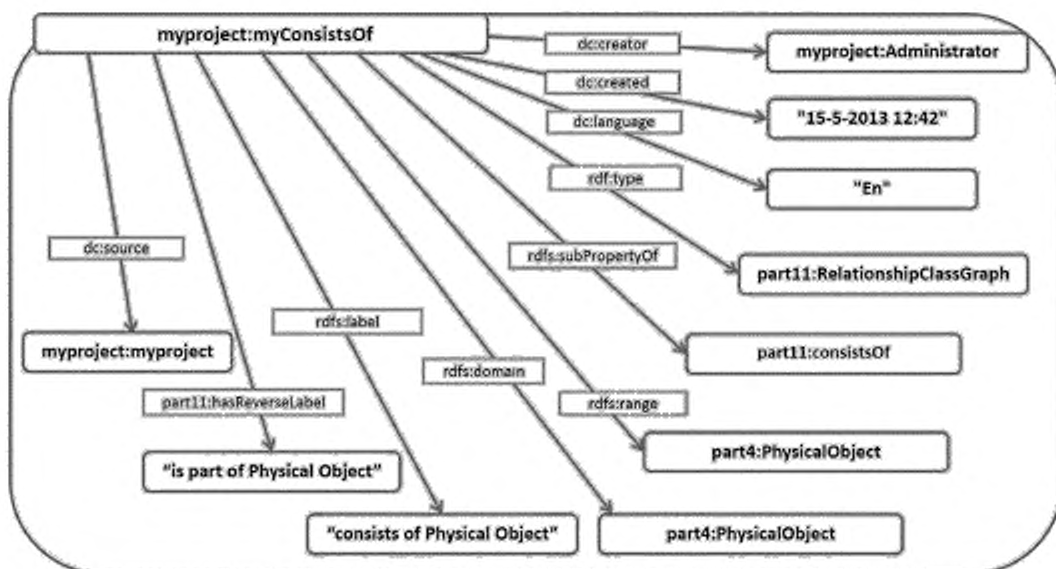 myproject:myConsistsOf
dc:creator
myproject:Administrator
dc:created
"15-5-2013 12:42"
dc:language
"En"
rdf:type
part11:RelationshipClassGraph
dc:source
rdfs:subPropertyOf
rdfs:label
myproject:myproject
part11:consistsOf
rdfs:domain
part11:hasReverseLabel
rdfs:range
part4:PhysicalObject
“is part of Physical Object”
“consists of Physical Object”
part4:PhysicalObject